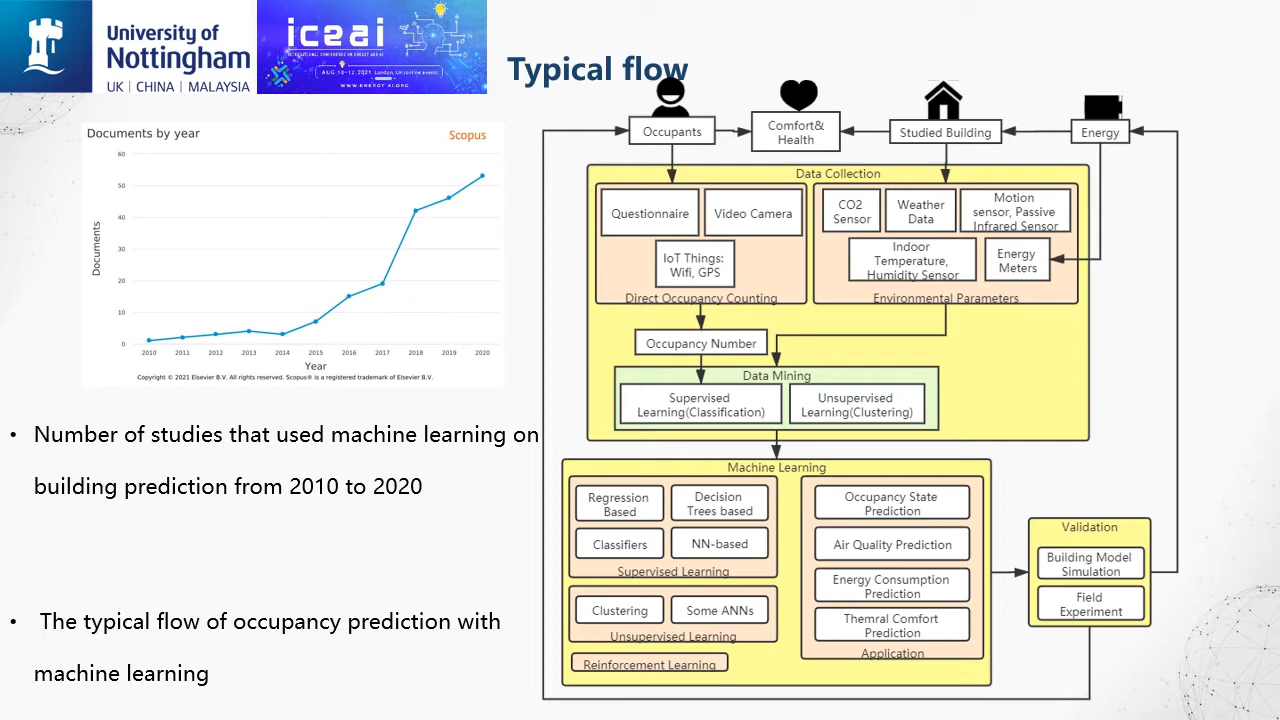 University of
Nottingham
UK | CHINA | MALAYSIA
iceai
INTERNATIONAL CONFERENCE ON ENERGY AND AI
AUG, 10-12, 2021 London, UK (online event)
WWW.ENERGY-AI.ORG
Typical flow
Documents by year
Scopus
60
50
40
30
20
10
0
Documents
2010 2011 2012 2013 2014 2015 2016 2017 2018 2019 2020
Year
Copyright © 2021 Elsevier B.V. All rights reserved. Scopus® is a registered trademark of Elsevier B.V.
• Number of studies that used machine learning on
building prediction from 2010 to 2020
• The typical flow of occupancy prediction with
machine learning
Occupants
Comfort&
Health
Studied Building
Energy
Data Collection
Questionnaire
Video Camera
IoT Things:
Wifi, GPS
Direct Occupancy Counting
CO2
Sensor
Weather
Data
Motion
sensor, Passive
Infrared Sensor
Indoor
Temperature,
Humidity Sensor
Energy
Meters
Environmental Parameters
Occupancy Number
Data Mining
Supervised
Learning(Classification)
Unsupervised
Learning(Clustering)
Machine Learning
Regression
Based
Decision
Trees based
Classifiers
NN-based
Supervised Learning
Clustering
Some ANNs
Unsupervised Learning
Reinforcement Learning
Occupancy State
Prediction
Air Quality Prediction
Energy Consumption
Prediction
Themral Comfort
Prediction
Application
Validation
Building Model
Simulation
Field
Experiment